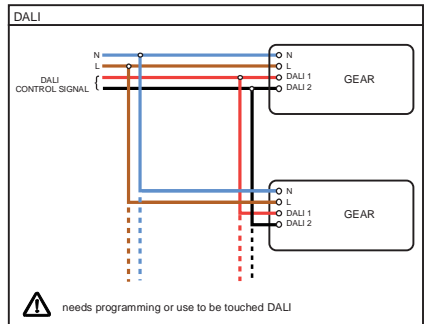 DALI
N
L
DALI
CONTROL SIGNAL
N
L
DALI 1
DALI 2
GEAR
N
L
DALI 1
DALI 2
GEAR
needs programming or use to be touched DALI